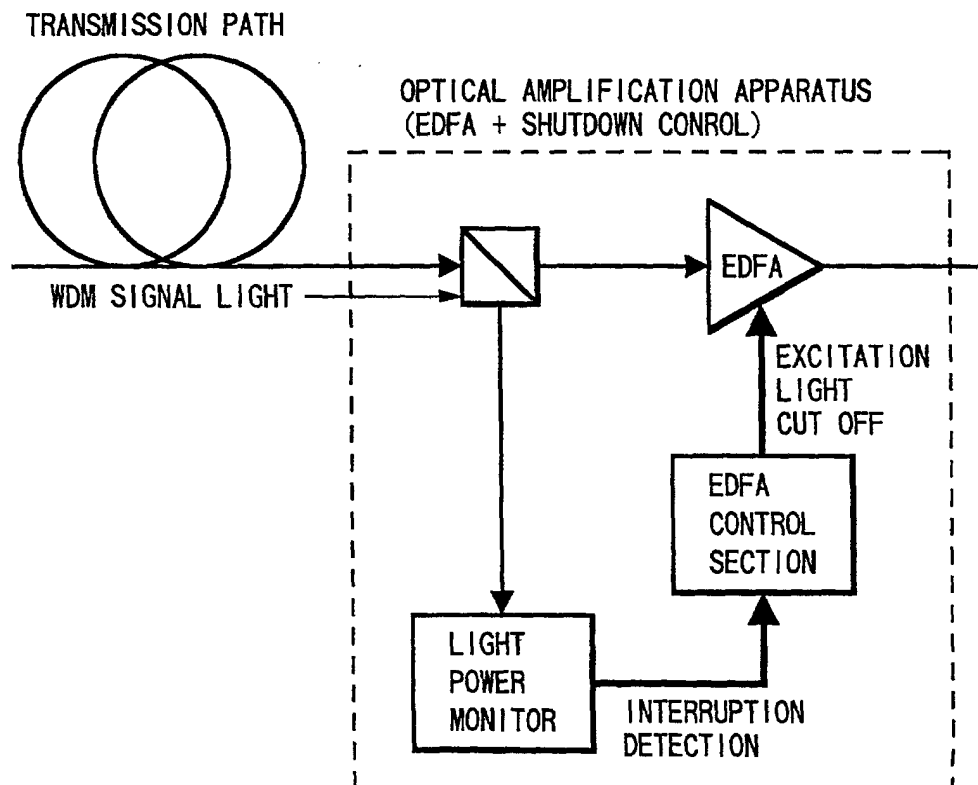 TRANSMISSION PATH
OPTICAL AMPLIFICATION APPARATUS
(EDFA + SHUTDOWN CONROL)
EDFA
WDM SIGNAL LIGHT
EXCITATION
LIGHT
CUT OFF
EDFA
CONTROL
SECTION
LIGHT
POWER
MONITOR
INTERRUPTION
DETECTION